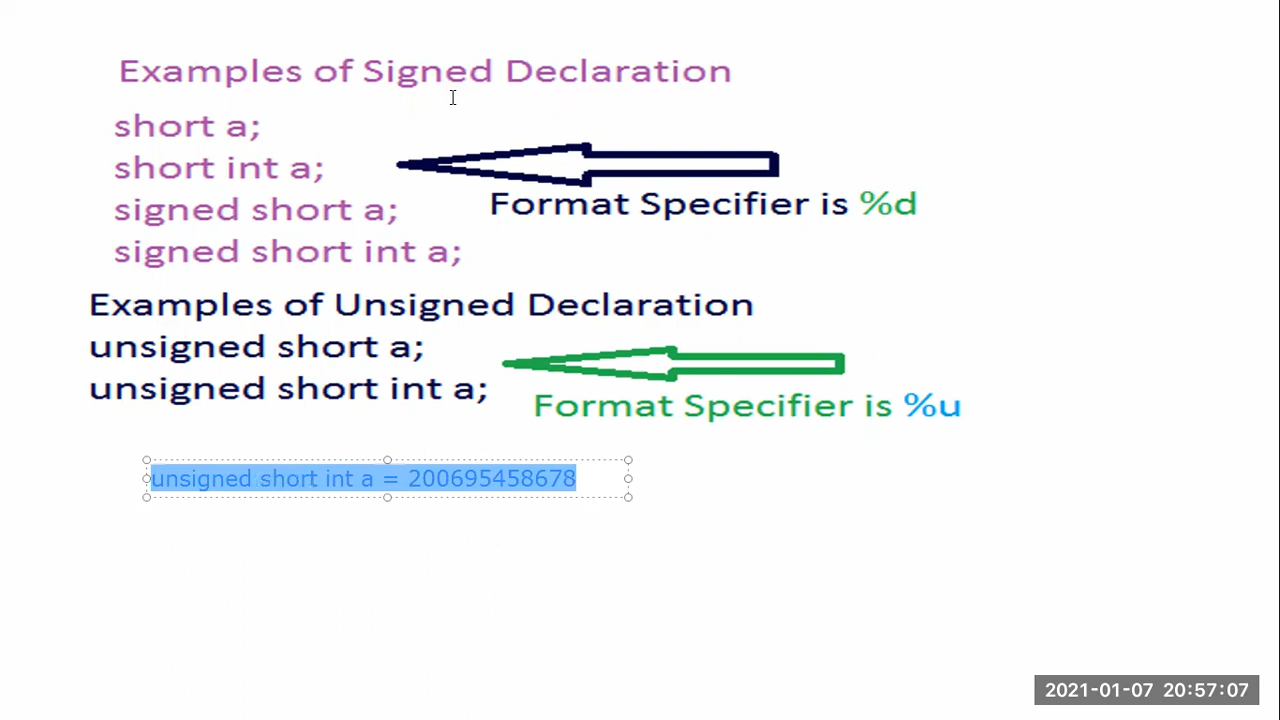 Examples of Signed Declaration
short a;
short int a;
signed short a;
signed short int a;
Format Specifier is %d
Examples of Unsigned Declaration
unsigned short a;
unsigned short int a;
Format Specifier is %u
unsigned short int a = 200695458678
2021-01-07 20:57:07